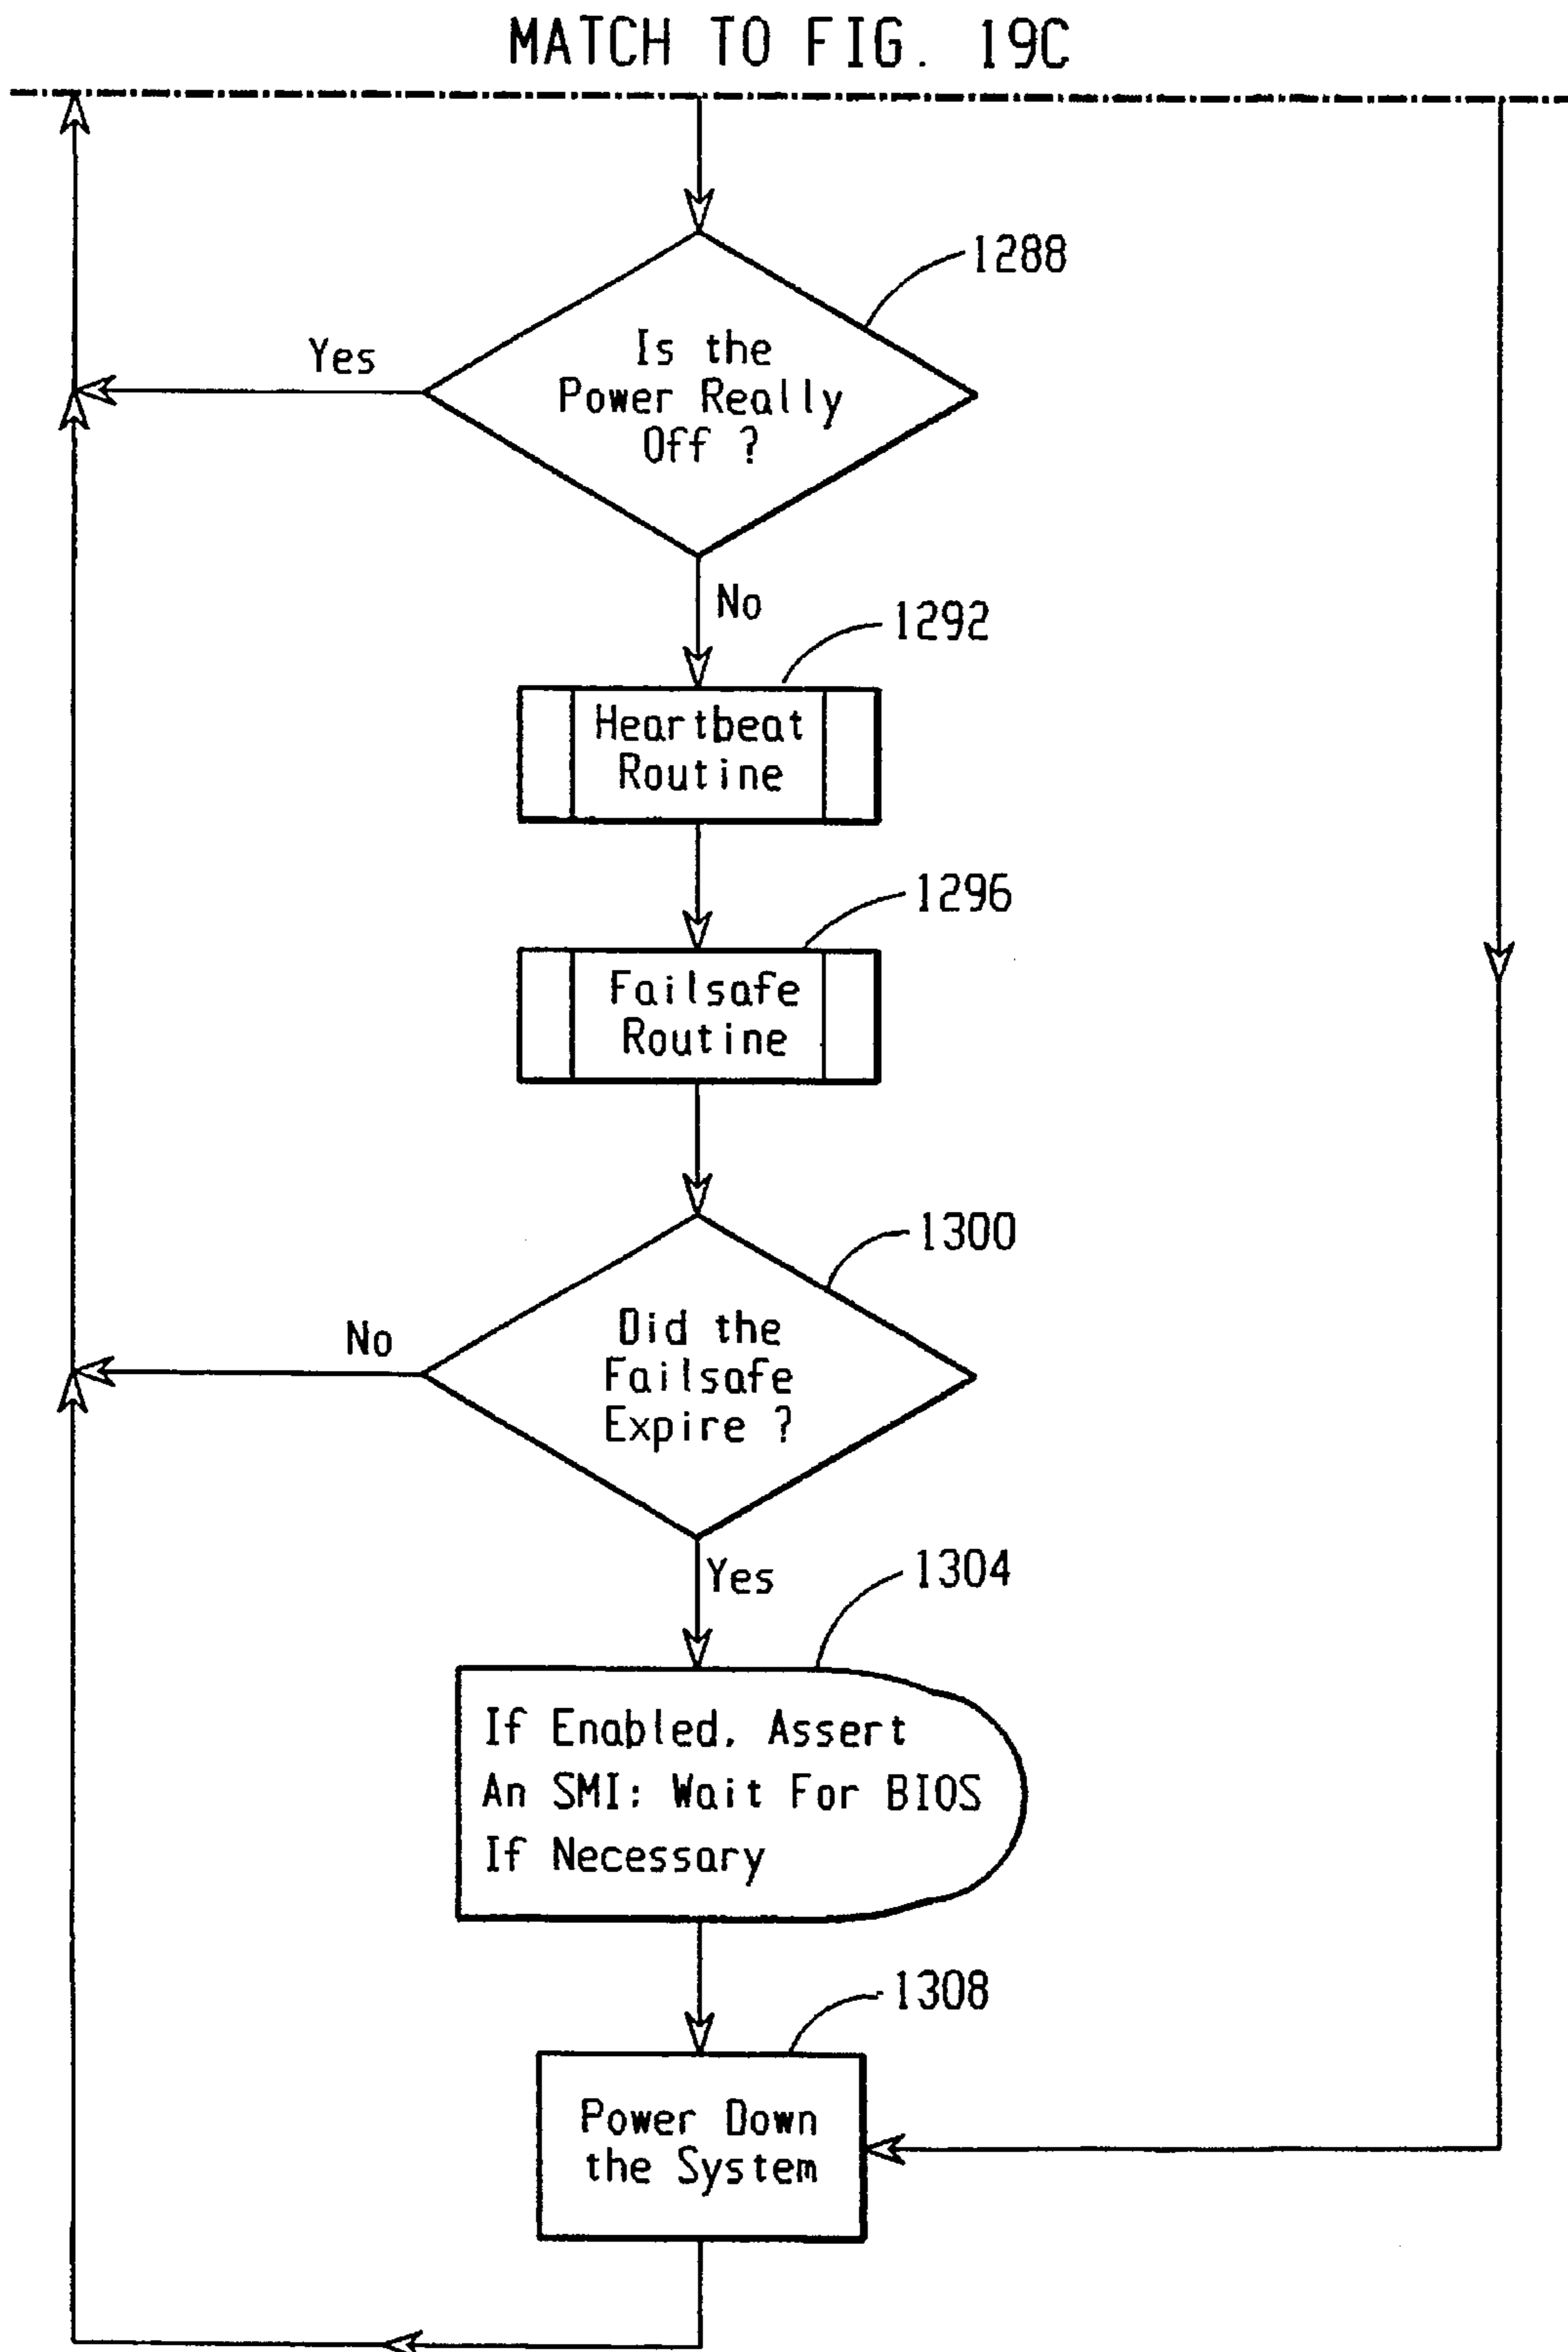 MATCH TO FIG. 19C
1288
Is the
Power Really
Off ?
Yes
No
1292
Heartbeat
Routine
1296
Failsafe
Routine
1300
Did the
Failsafe
Expire ?
No
Yes
1304
If Enabled, Assert
An SMI; Wait For BIOS
If Necessary
1308
Power Down
the System